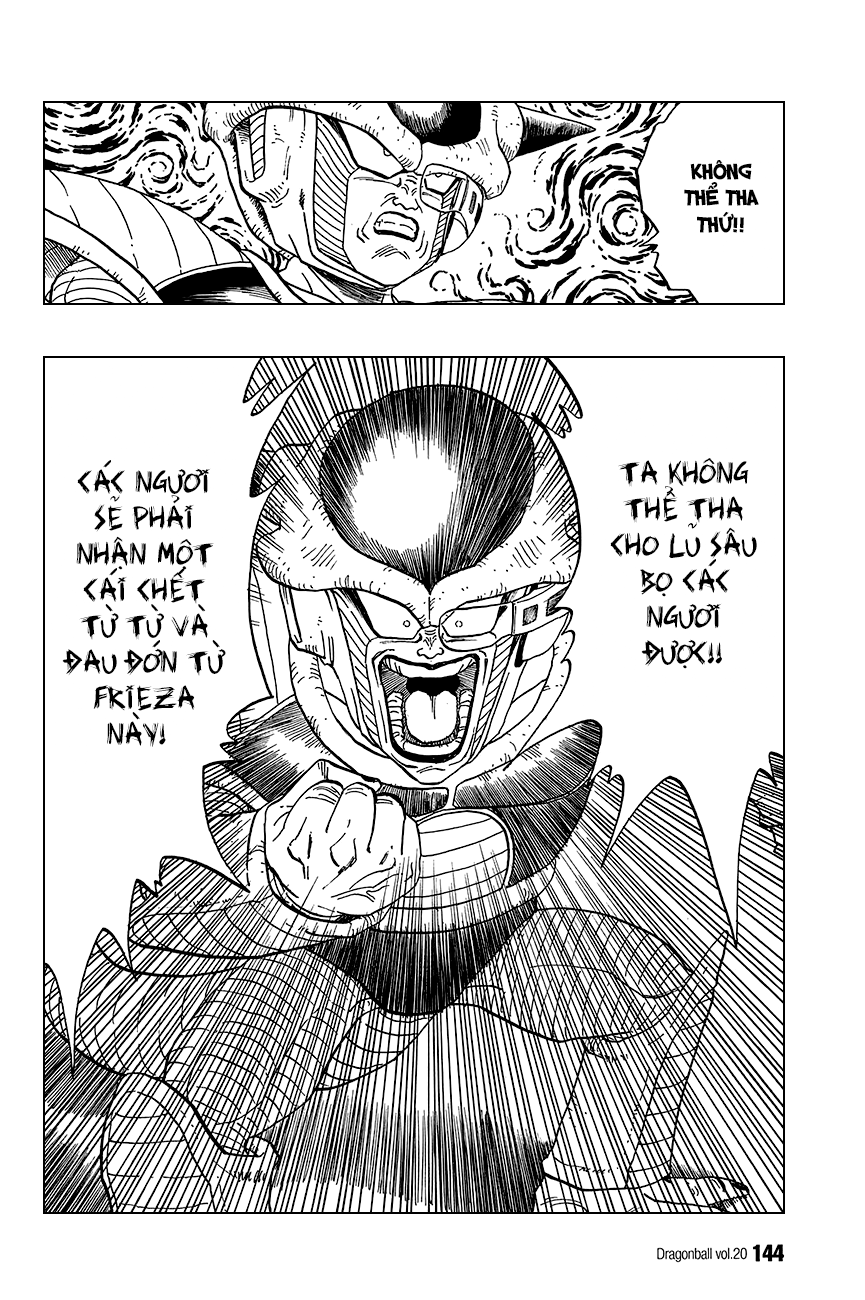 KHÔNG
THỂ THA
THỨ!!
TA KHÔNG
THỂ THA
CHO LŨ SÂU
BỌ CÁC
NGƯƠI
ĐƯỢC!!
CÁC NGƯƠI
SẼ PHẢI
NHẬN MỘT
CÁI CHẾT
TỪ TỪ VÀ
ĐAU ĐỚN TỪ
FRIEZA
NÀY!
Dragonball vol.20 144